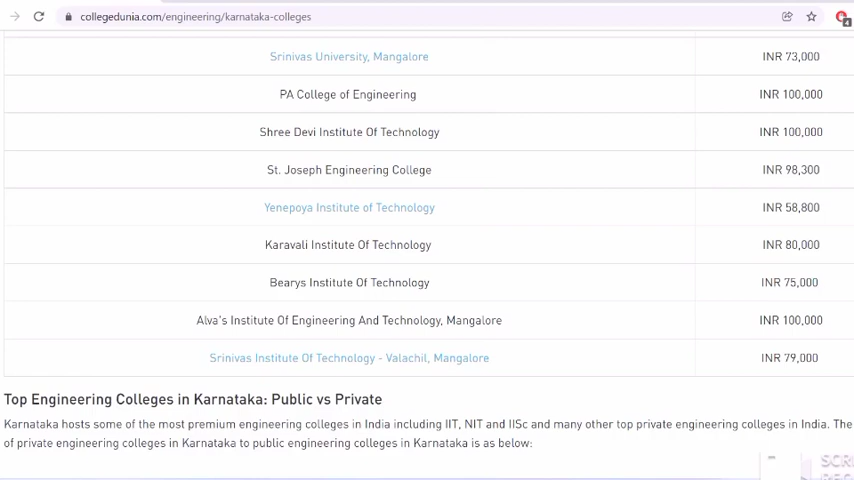 collegedunia.com/engineering/karnataka-colleges
4
Srinivas University, Mangalore INR 73,000
PA College of Engineering INR 100,000
Shree Devi Institute Of Technology INR 100,000
St. Joseph Engineering College INR 98,300
Yenepoya Institute of Technology INR 58,800
Karavali Institute Of Technology INR 80,000
Bearys Institute Of Technology INR 75,000
Alva's Institute Of Engineering And Technology, Mangalore INR 100,000
Srinivas Institute Of Technology - Valachil, Mangalore INR 79,000
Top Engineering Colleges in Karnataka: Public vs Private
Karnataka hosts some of the most premium engineering colleges in India including IIT, NIT and IISc and many other top private engineering colleges in India. The
of private engineering colleges in Karnataka to public engineering colleges in Karnataka is as below: